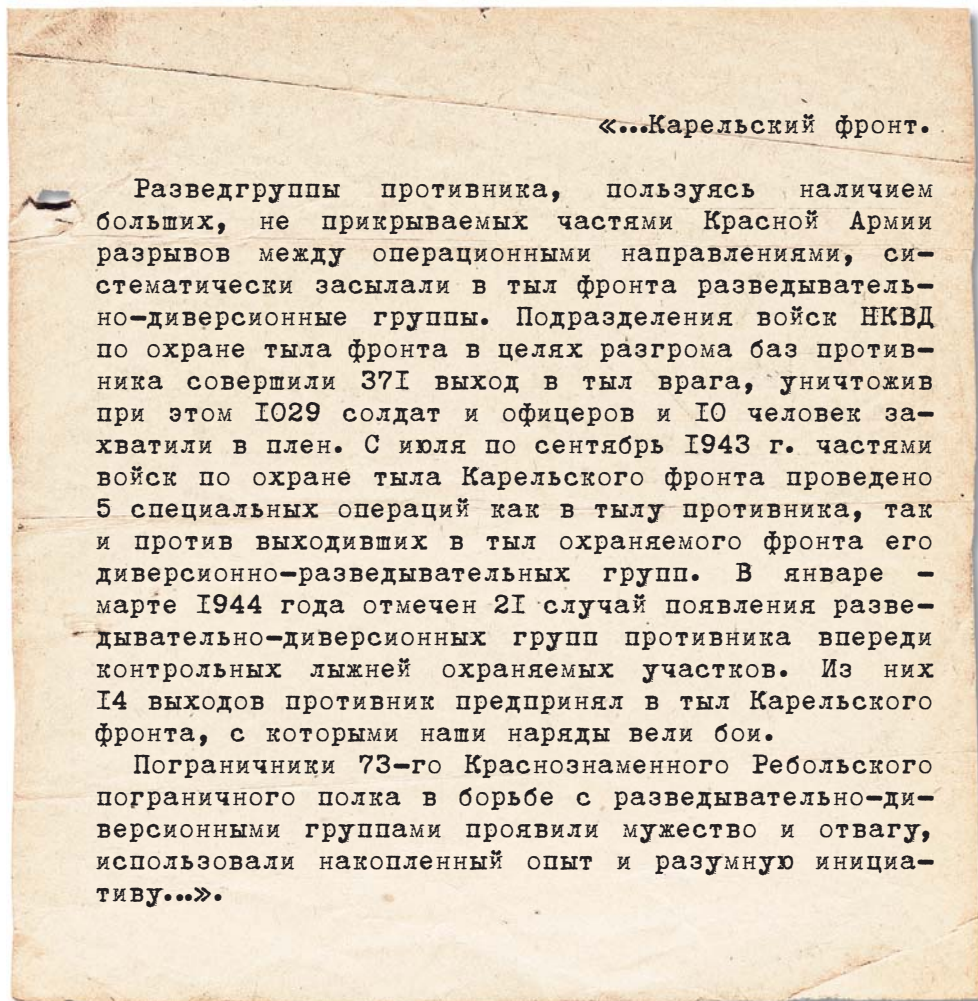 «...Карельский фронт.
Разведгруппы противника, пользуясь наличием
больших, не прикрываемых частями Красной Армии
разрывов между операционными направлениями, си-
стематически засылали в тыл фронта разведыватель-
но-диверсионные группы. Подразделения войск НКВД
по охране тыла фронта в целях разгрома баз против-
ника совершили 37I выход в тыл врага, уничтожив
при этом I029 солдат и офицеров и I0 человек за-
хватили в плен. С июля по сентябрь I943 г. частями
войск по охране тыла Карельского фронта проведено
5 специальных операций как в тылу противника, так
и против выходивших в тыл охраняемого фронта его
диверсионно-разведывательных групп. В январе –
марте I944 года отмечен 2I случай появления разве-
дывательно-диверсионных групп противника впереди
контрольных лыжней охраняемых участков. Из них
I4 выходов противник предпринял в тыл Карельского
фронта, с которыми наши наряды вели бои.
Пограничники 73-го Краснознаменного Ребольского
пограничного полка в борьбе с разведывательно-ди-
версионными группами проявили мужество и отвагу,
использовали накопленный опыт и разумную инициа-
тиву...».